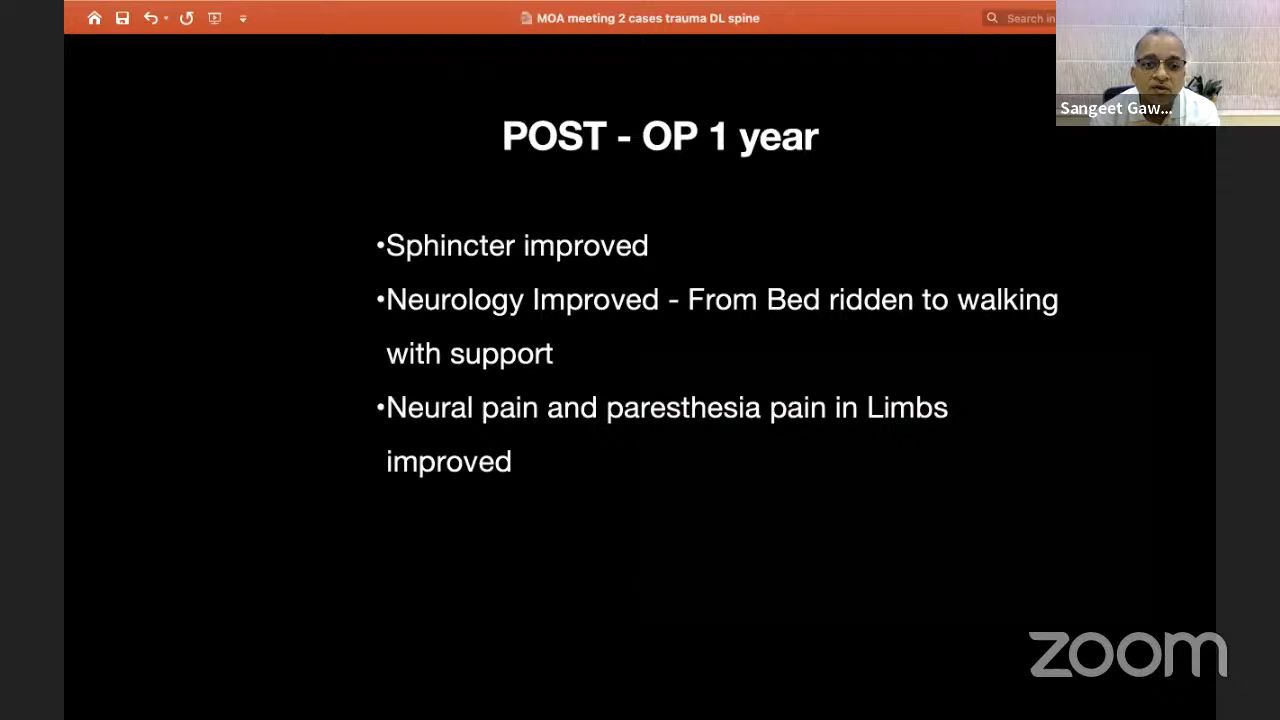 MOA meeting 2 cases trauma DL spine
Search in
Sangeet Gaw...
POST - OP 1 year
•Sphincter improved
•Neurology Improved - From Bed ridden to walking
with support
•Neural pain and paresthesia pain in Limbs
improved
zoom